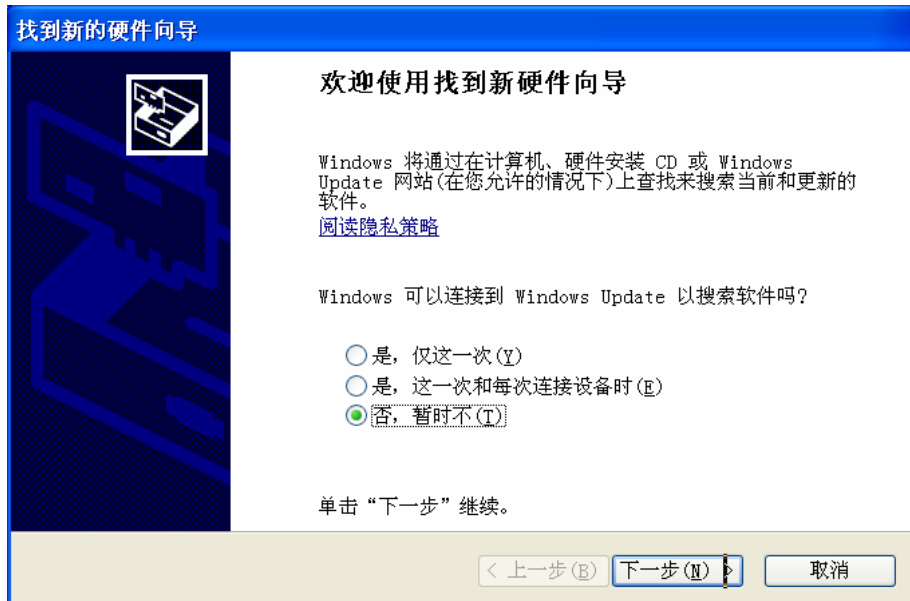 找到新的硬件向导
欢迎使用找到新硬件向导
Windows 将通过在计算机、硬件安装 CD 或 Windows
Update 网站(在您允许的情况下)上查找来搜索当前和更新的
软件。
阅读隐私策略
Windows 可以连接到 Windows Update 以搜索软件吗?
是，仅这一次(Y)
是，这一次和每次连接设备时(E)
否，暂时不(T)
单击“下一步”继续。
< 上一步(B) 下一步(N) > 取消